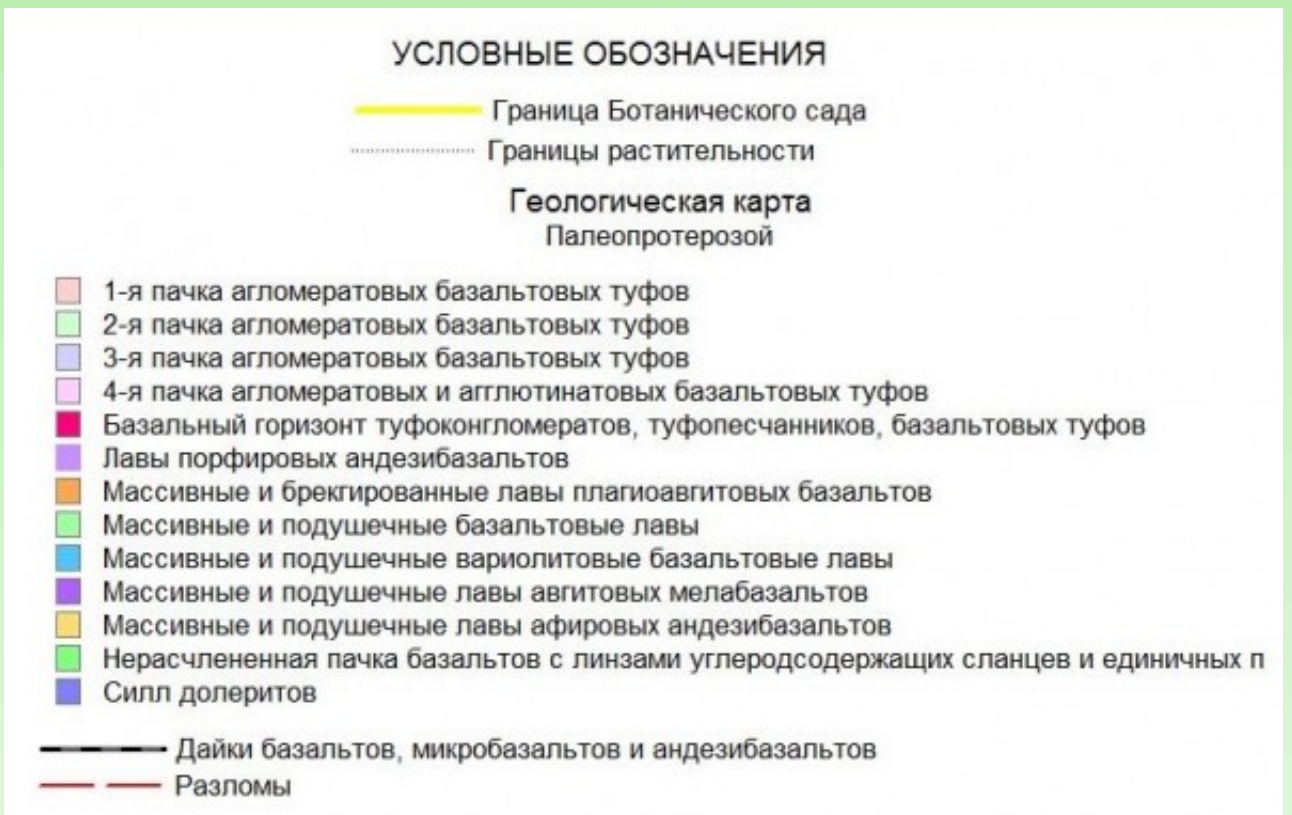 УСЛОВНЫЕ ОБОЗНАЧЕНИЯ
Граница Ботанического сада
Границы растительности
Геологическая карта
Палеопротерозой
1-я пачка агломератовых базальтовых туфов
2-я пачка агломератовых базальтовых туфов
3-я пачка агломератовых базальтовых туфов
4-я пачка агломератовых и агглютинатовых базальтовых туфов
Базальный горизонт туфоконгломератов, туфопесчанников, базальтовых туфов
Лавы порфировых андезибазальтов
Массивные и брекгированные лавы плагиоавгитовых базальтов
Массивные и подушечные базальтовые лавы
Массивные и подушечные вариолитовые базальтовые лавы
Массивные и подушечные лавы авгитовых мелабазальтов
Массивные и подушечные лавы афировых андезибазальтов
Нерасчлененная пачка базальтов с линзами углеродсодержащих сланцев и единичных п
Силл долеритов
Дайки базальтов, микробазальтов и андезибазальтов
Разломы